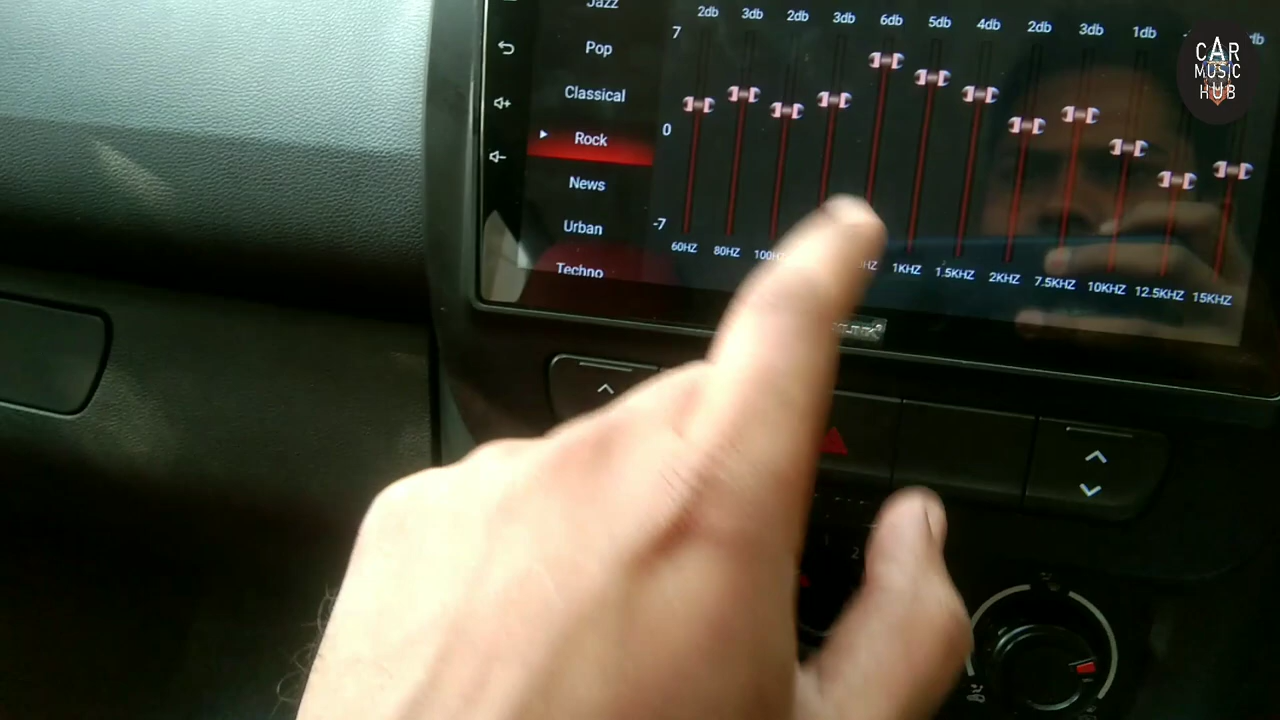 Jazz
2db 3db 2db 3db 6db 5db 4db 2db 3db 1db
7
Pop
Classical
0
Rock
News
-7
Urban
60HZ 80HZ 1KHZ 1.5KHZ 2KHZ 7.5KHZ 10KHZ 12.5KHZ 15KHZ
Techno
CAR
MUSIC
HUB
2